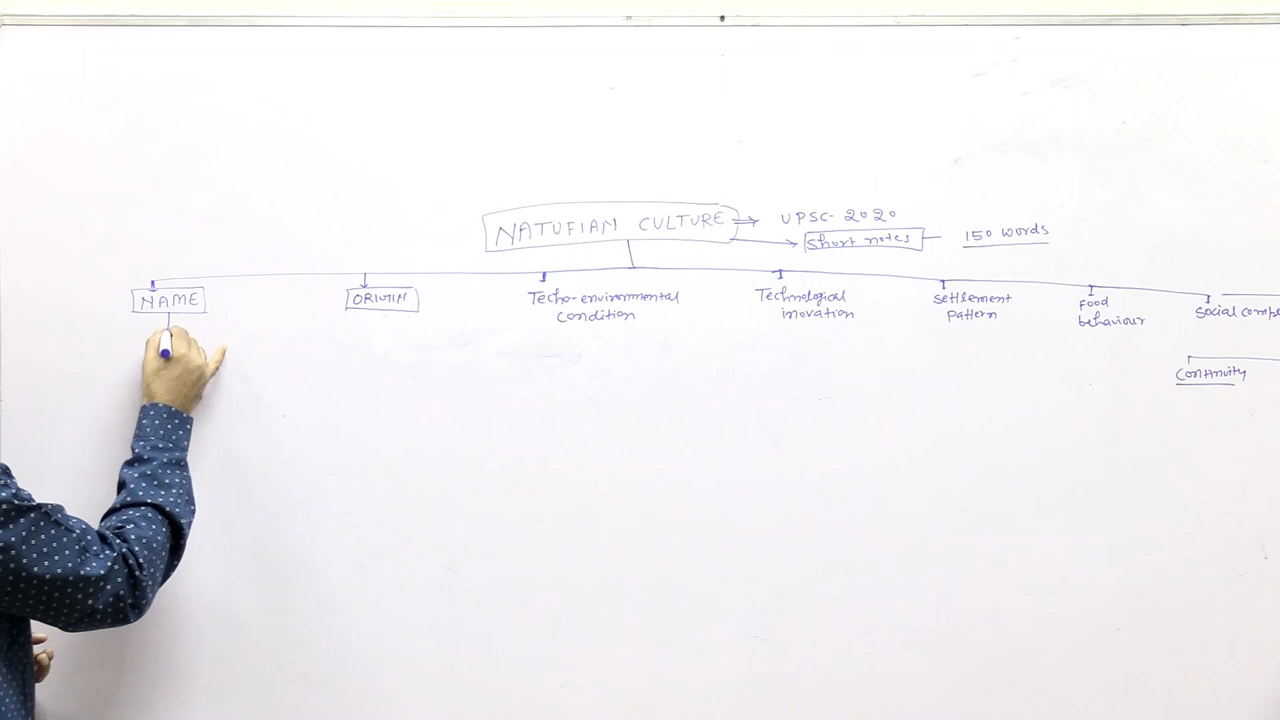 NATUFIAN CULTURE ⇒ UPSC-2020
→ Short notes — 150 words
NAME
ORIGIN
Techo-environmental
condition
Technological
inovation
Settlement
pattern
Food
behaviour
Social comple
Continuity